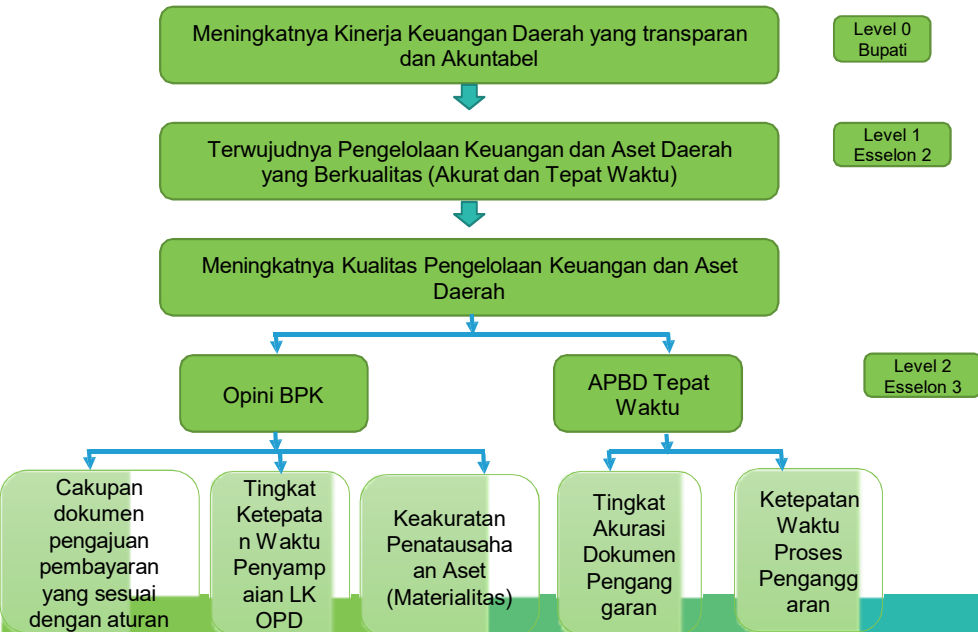 Meningkatnya Kinerja Keuangan Daerah yang transparan
dan Akuntabel
Level 0
Bupati
Terwujudnya Pengelolaan Keuangan dan Aset Daerah
yang Berkualitas (Akurat dan Tepat Waktu)
Level 1
Esselon 2
Meningkatnya Kualitas Pengelolaan Keuangan dan Aset
Daerah
Opini BPK
APBD Tepat
Waktu
Level 2
Esselon 3
Cakupan
dokumen
pengajuan
pembayaran
yang sesuai
dengan aturan
Tingkat
Ketepata
n Waktu
Penyamp
aian LK
OPD
Keakuratan
Penatausaha
an Aset
(Materialitas)
Tingkat
Akurasi
Dokumen
Pengang
garan
Ketepatan
Waktu
Proses
Pengangg
aran